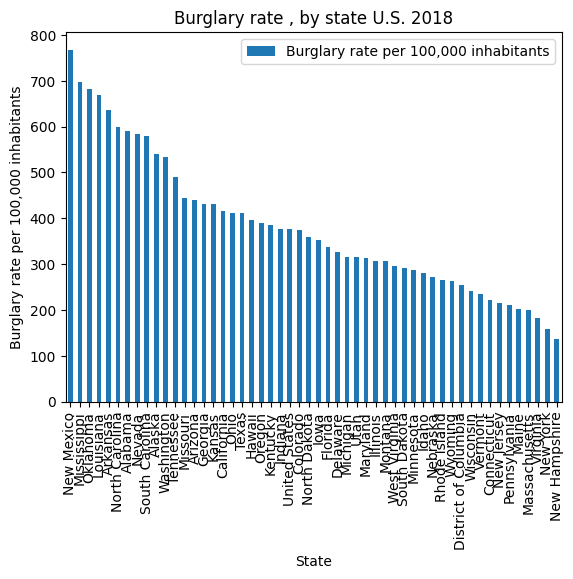 Burglary rate , by state U.S. 2018
Burglary rate per 100,000 inhabitants
Burglary rate per 100,000 inhabitants
800
700
600
500
400
300
200
100
0
New Mexico
Mississippi
Oklahoma
Louisiana
Arkansas
North Carolina
Alabama
Nevada
South Carolina
Alaska
Washington
Tennessee
Missouri
Arizona
Georgia
Kansas
California
Ohio
Texas
Hawaii
Oregon
Kentucky
Indiana
United States
Colorado
North Dakota
Iowa
Florida
Delaware
Michigan
Utah
Maryland
Illinois
Montana
West Virginia
South Dakota
Minnesota
Idaho
Nebraska
Rhode Island
Wyoming
District of Columbia
Wisconsin
Vermont
Connecticut
New Jersey
Pennsylvania
Maine
Massachusetts
Virginia
New York
New Hampshire
State